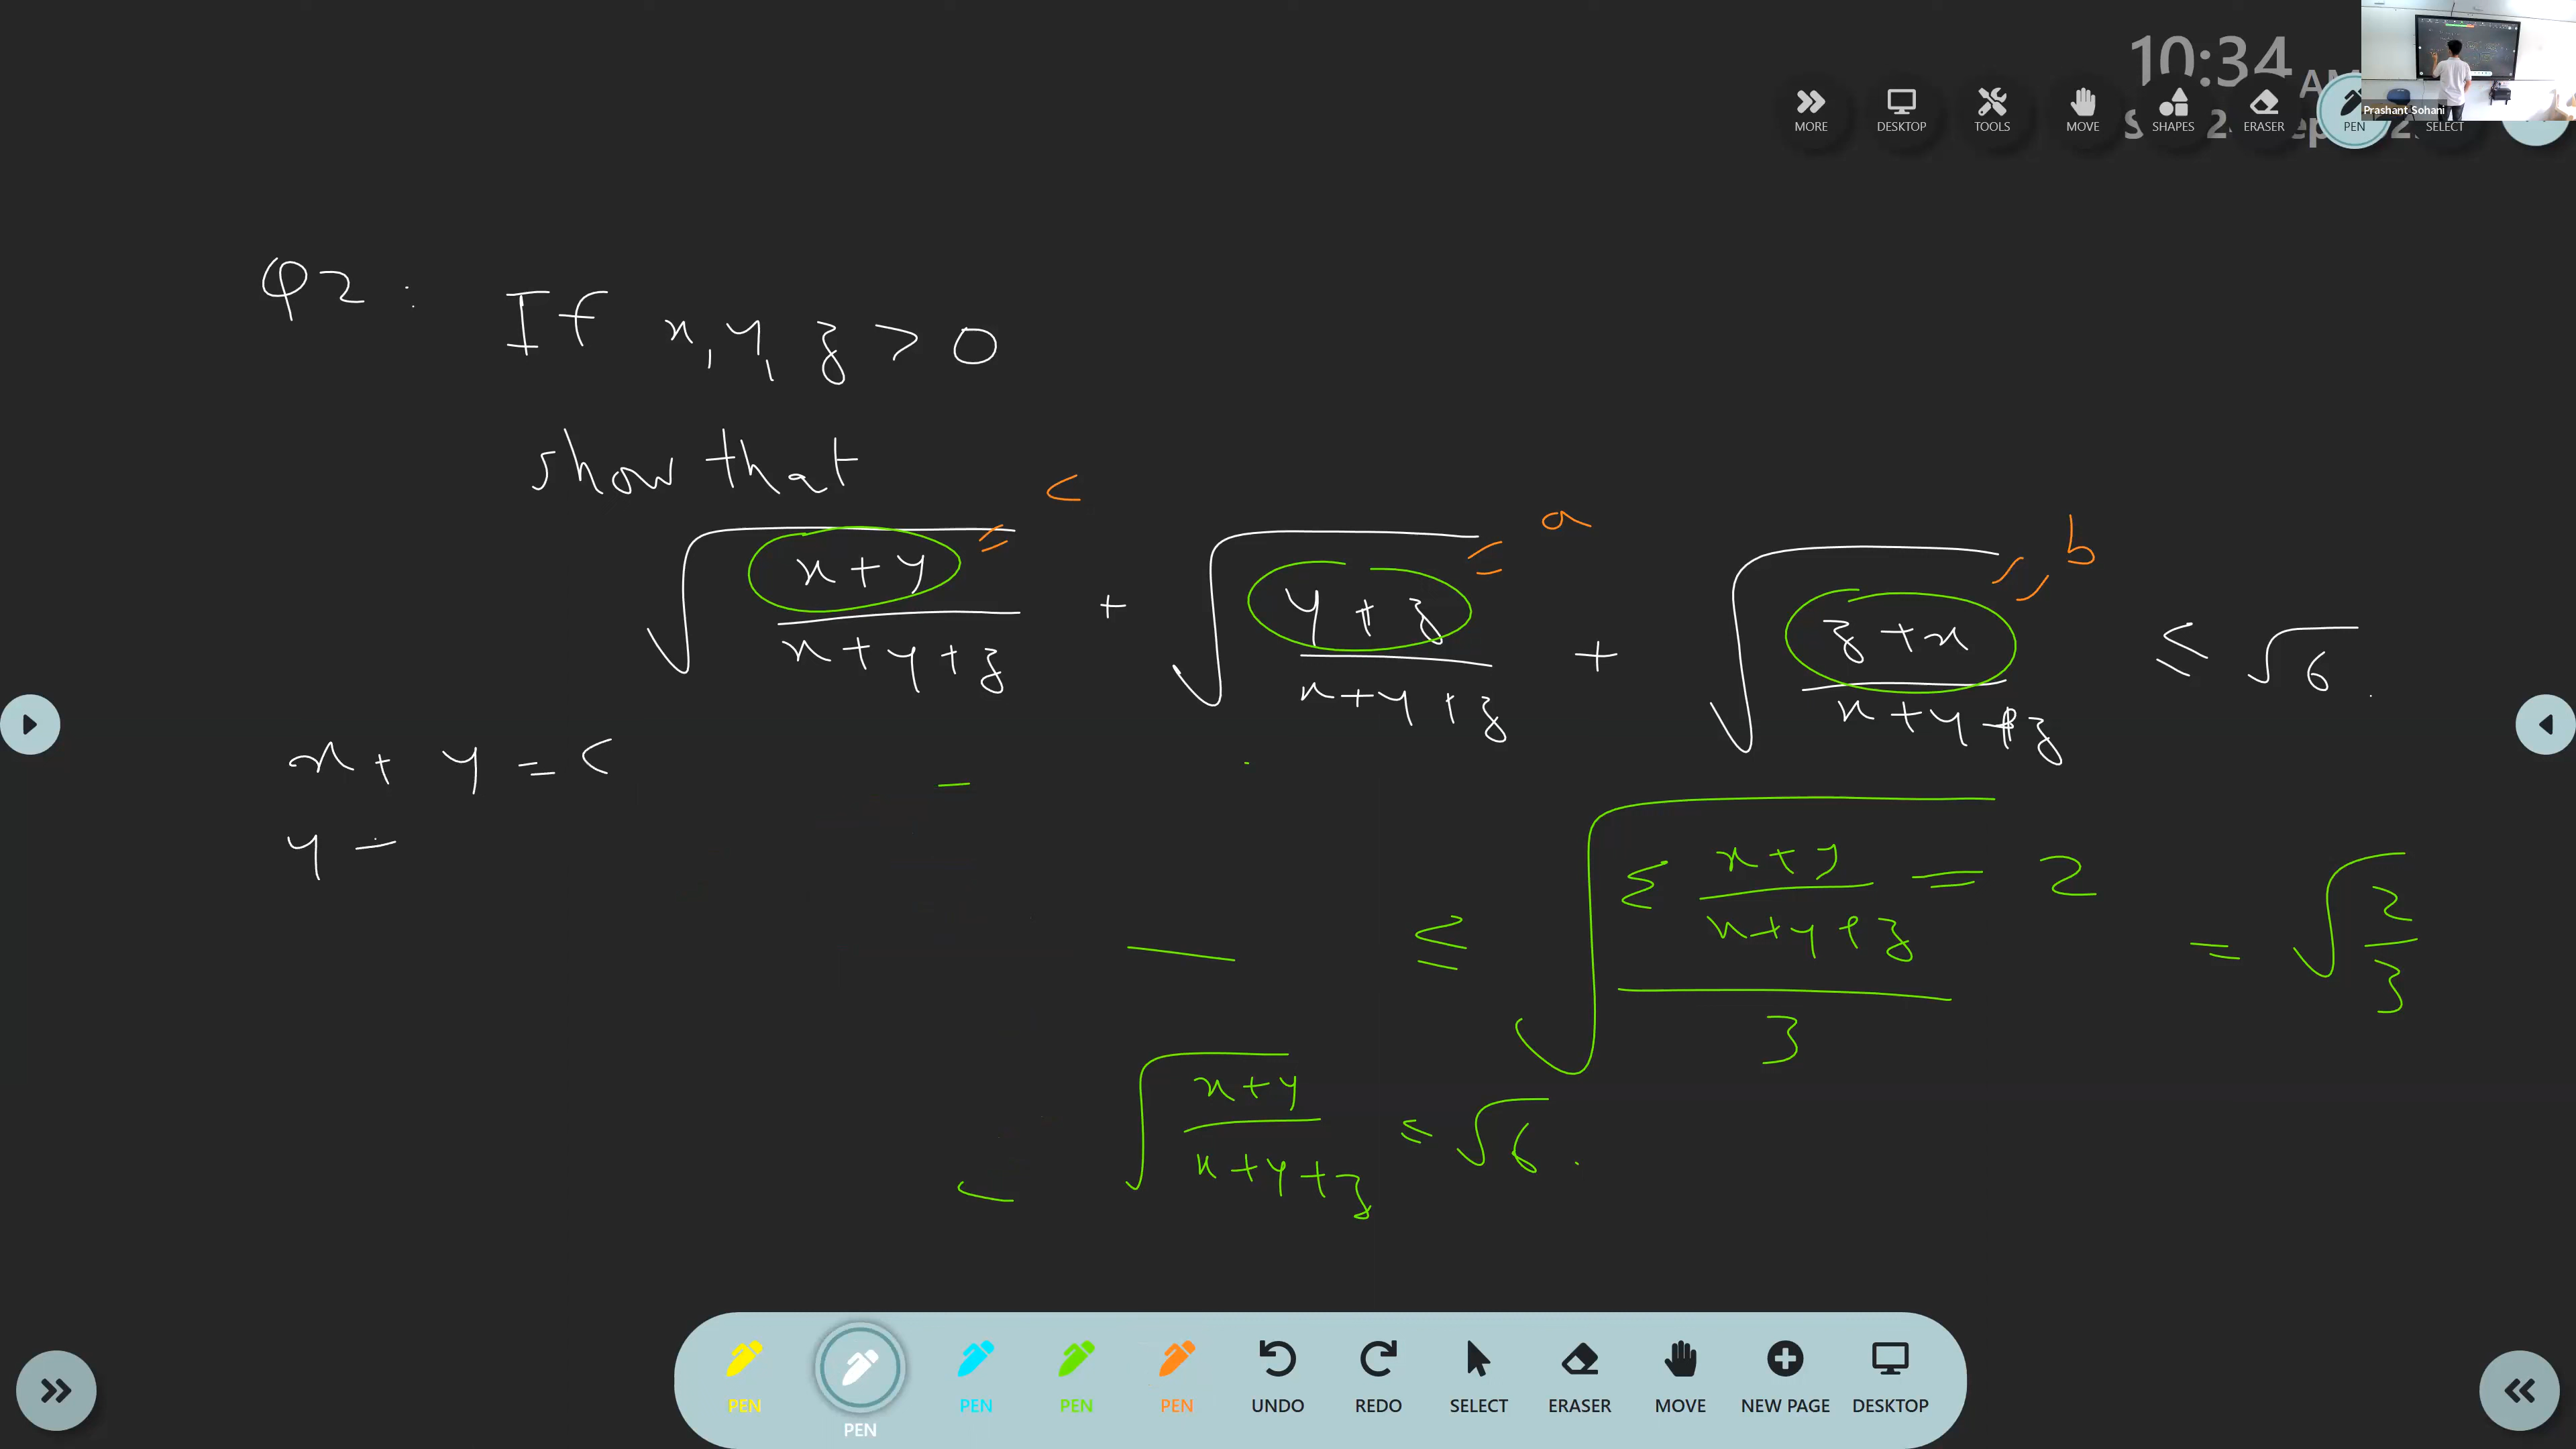 10:34 AM
MORE DESKTOP TOOLS MOVE SHAPES ERASER PEN SELECT
Prashant Sohani
Q2 : If x, y, z > 0
show that
√((x+y)/(x+y+z)) + √((y+z)/(x+y+z)) + √((z+x)/(x+y+z)) ≤ √6.
= c
= a
= b
x + y = c
y =
≤ √((Σ (x+y)/(x+y+z) = 2)/3) = √(2/3)
√((x+y)/(x+y+z)) ≤ √6.
PEN PEN PEN PEN PEN UNDO REDO SELECT ERASER MOVE NEW PAGE DESKTOP